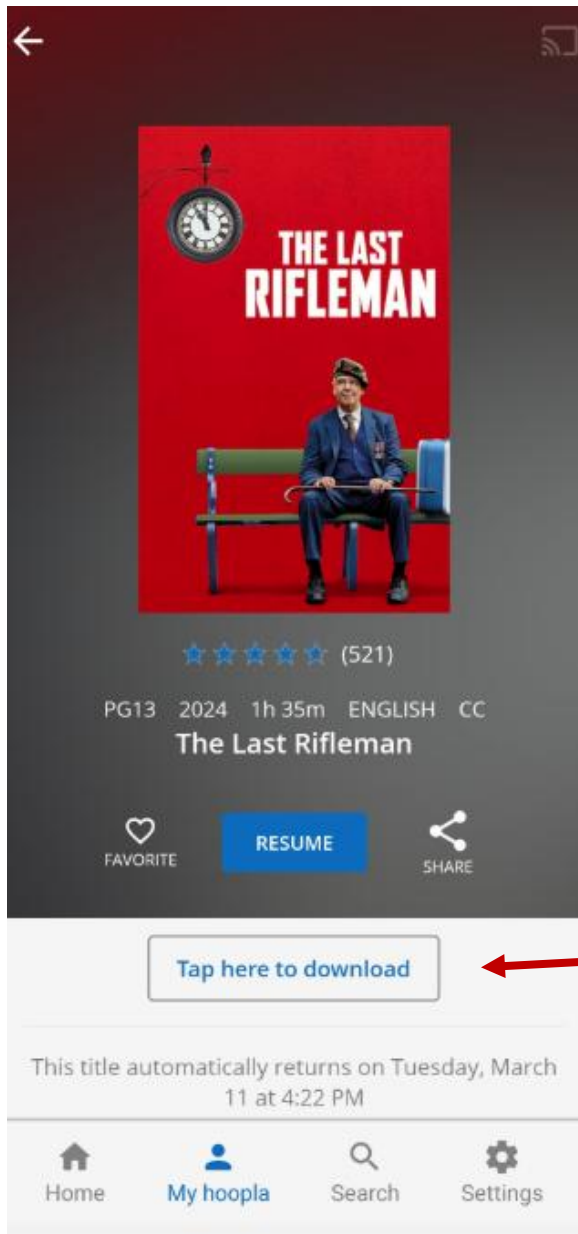 THE LAST
RIFLEMAN
(521)
PG13 2024 1h 35m ENGLISH CC
The Last Rifleman
FAVORITE
RESUME
SHARE
Tap here to download
This title automatically returns on Tuesday, March
11 at 4:22 PM
Home My hoopla Search Settings